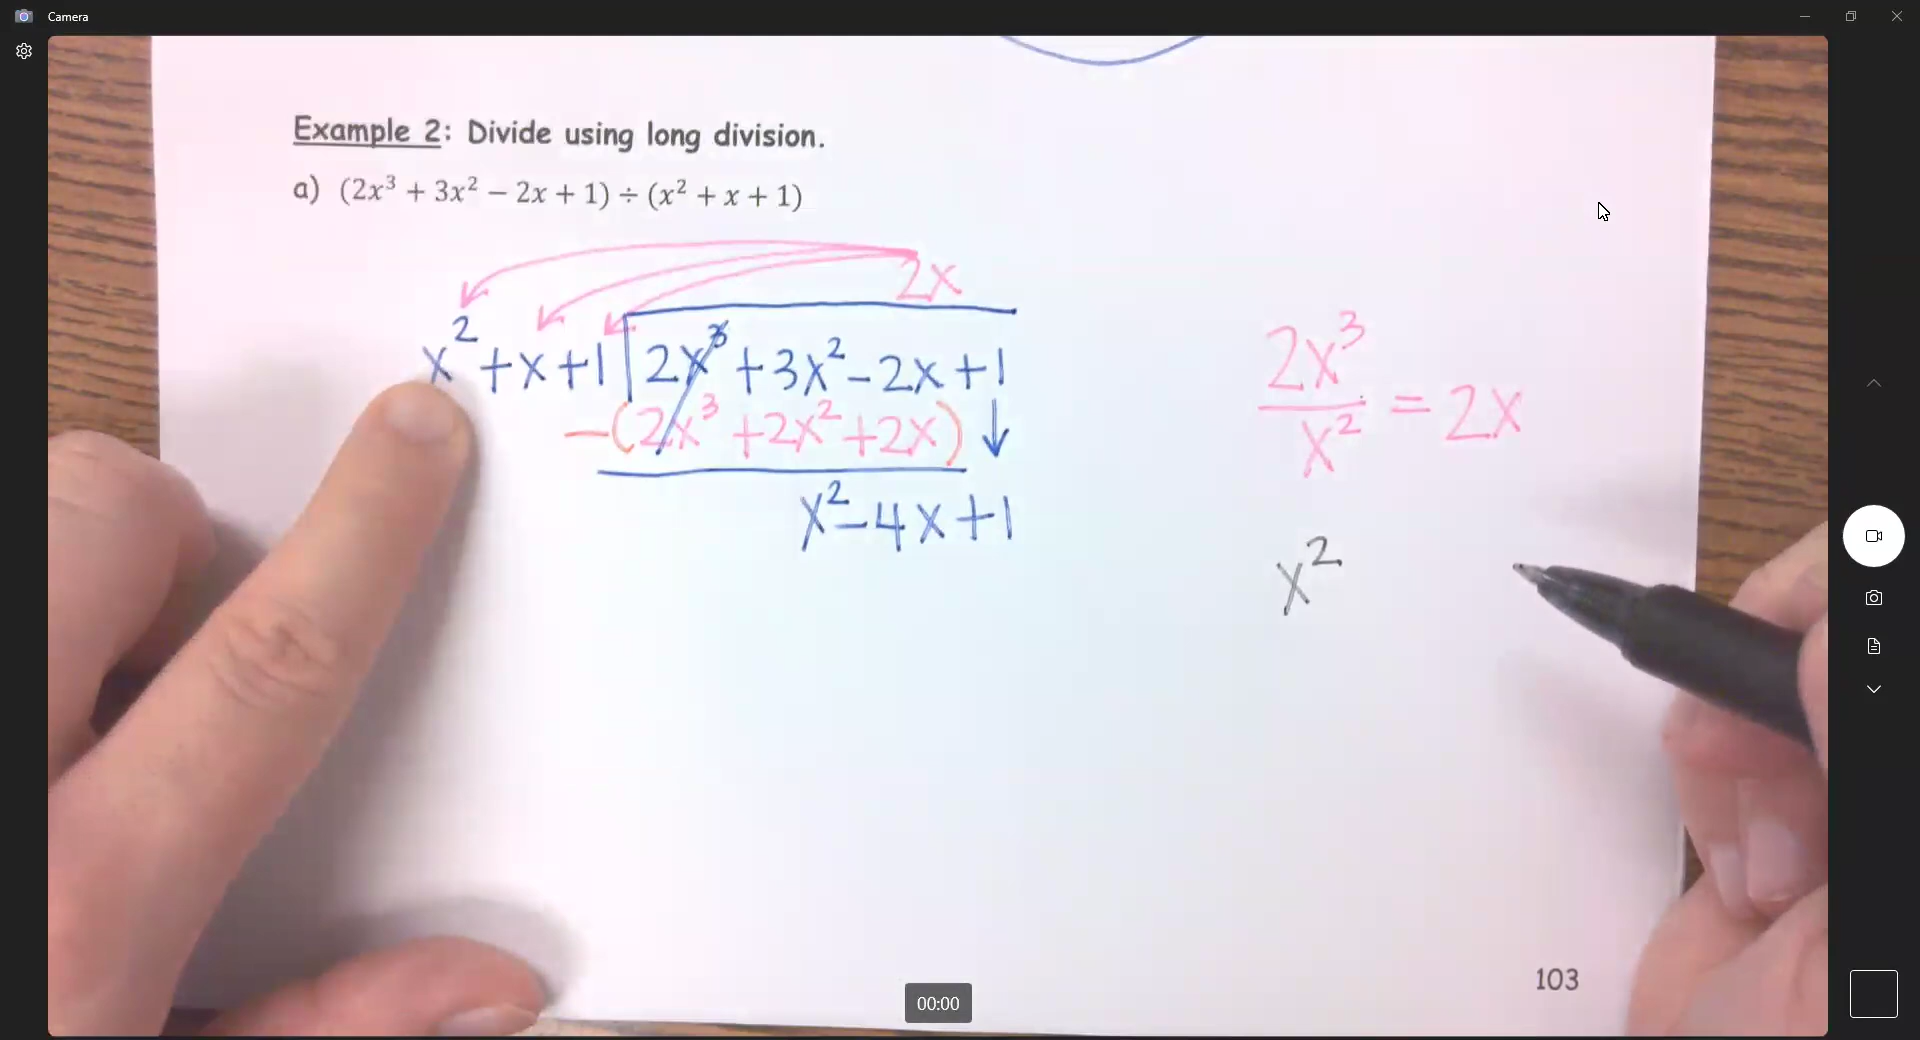 Camera
Example 2: Divide using long division.
a) (2x³ + 3x² − 2x + 1) ÷ (x² + x + 1)
2x
x² + x + 1 2x³ + 3x² - 2x + 1
-(2x³ + 2x² + 2x)
x² - 4x + 1
2x³
x²
= 2x
x²
103
00:00